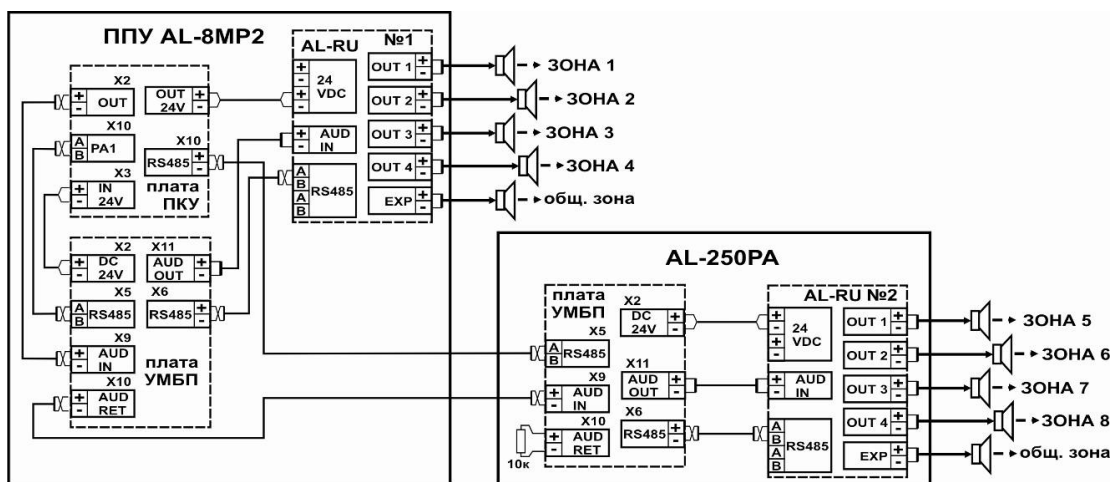 ППУ AL-8MP2
AL-RU
№1
X2
+
-
OUT
OUT
24V
+
-
X10
A
B
PA1
X10
RS485
+
-
X3
+
-
IN
24V
плата
ПКУ
+
-
+
-
24
VDC
+
-
AUD
IN
A
B
A
B
RS485
OUT 1
+
-
OUT 2
+
-
OUT 3
+
-
OUT 4
+
-
EXP
+
-
ЗОНА 1
ЗОНА 2
ЗОНА 3
ЗОНА 4
общ. зона
X2
+
-
DC
24V
X11
AUD
OUT
+
-
X5
A
B
RS485
X6
RS485
+
-
X9
+
-
AUD
IN
плата
УМБП
X10
+
-
AUD
RET
AL-250PA
плата
УМБП
X2
DC
24V
+
-
X5
A
B
RS485
X9
+
-
AUD
IN
X11
AUD
OUT
+
-
X10
+
-
AUD
RET
X6
RS485
+
-
10к
AL-RU №2
+
-
+
-
24
VDC
+
-
AUD
IN
A
B
A
B
RS485
OUT 1
+
-
OUT 2
+
-
OUT 3
+
-
OUT 4
+
-
EXP
+
-
ЗОНА 5
ЗОНА 6
ЗОНА 7
ЗОНА 8
общ. зона